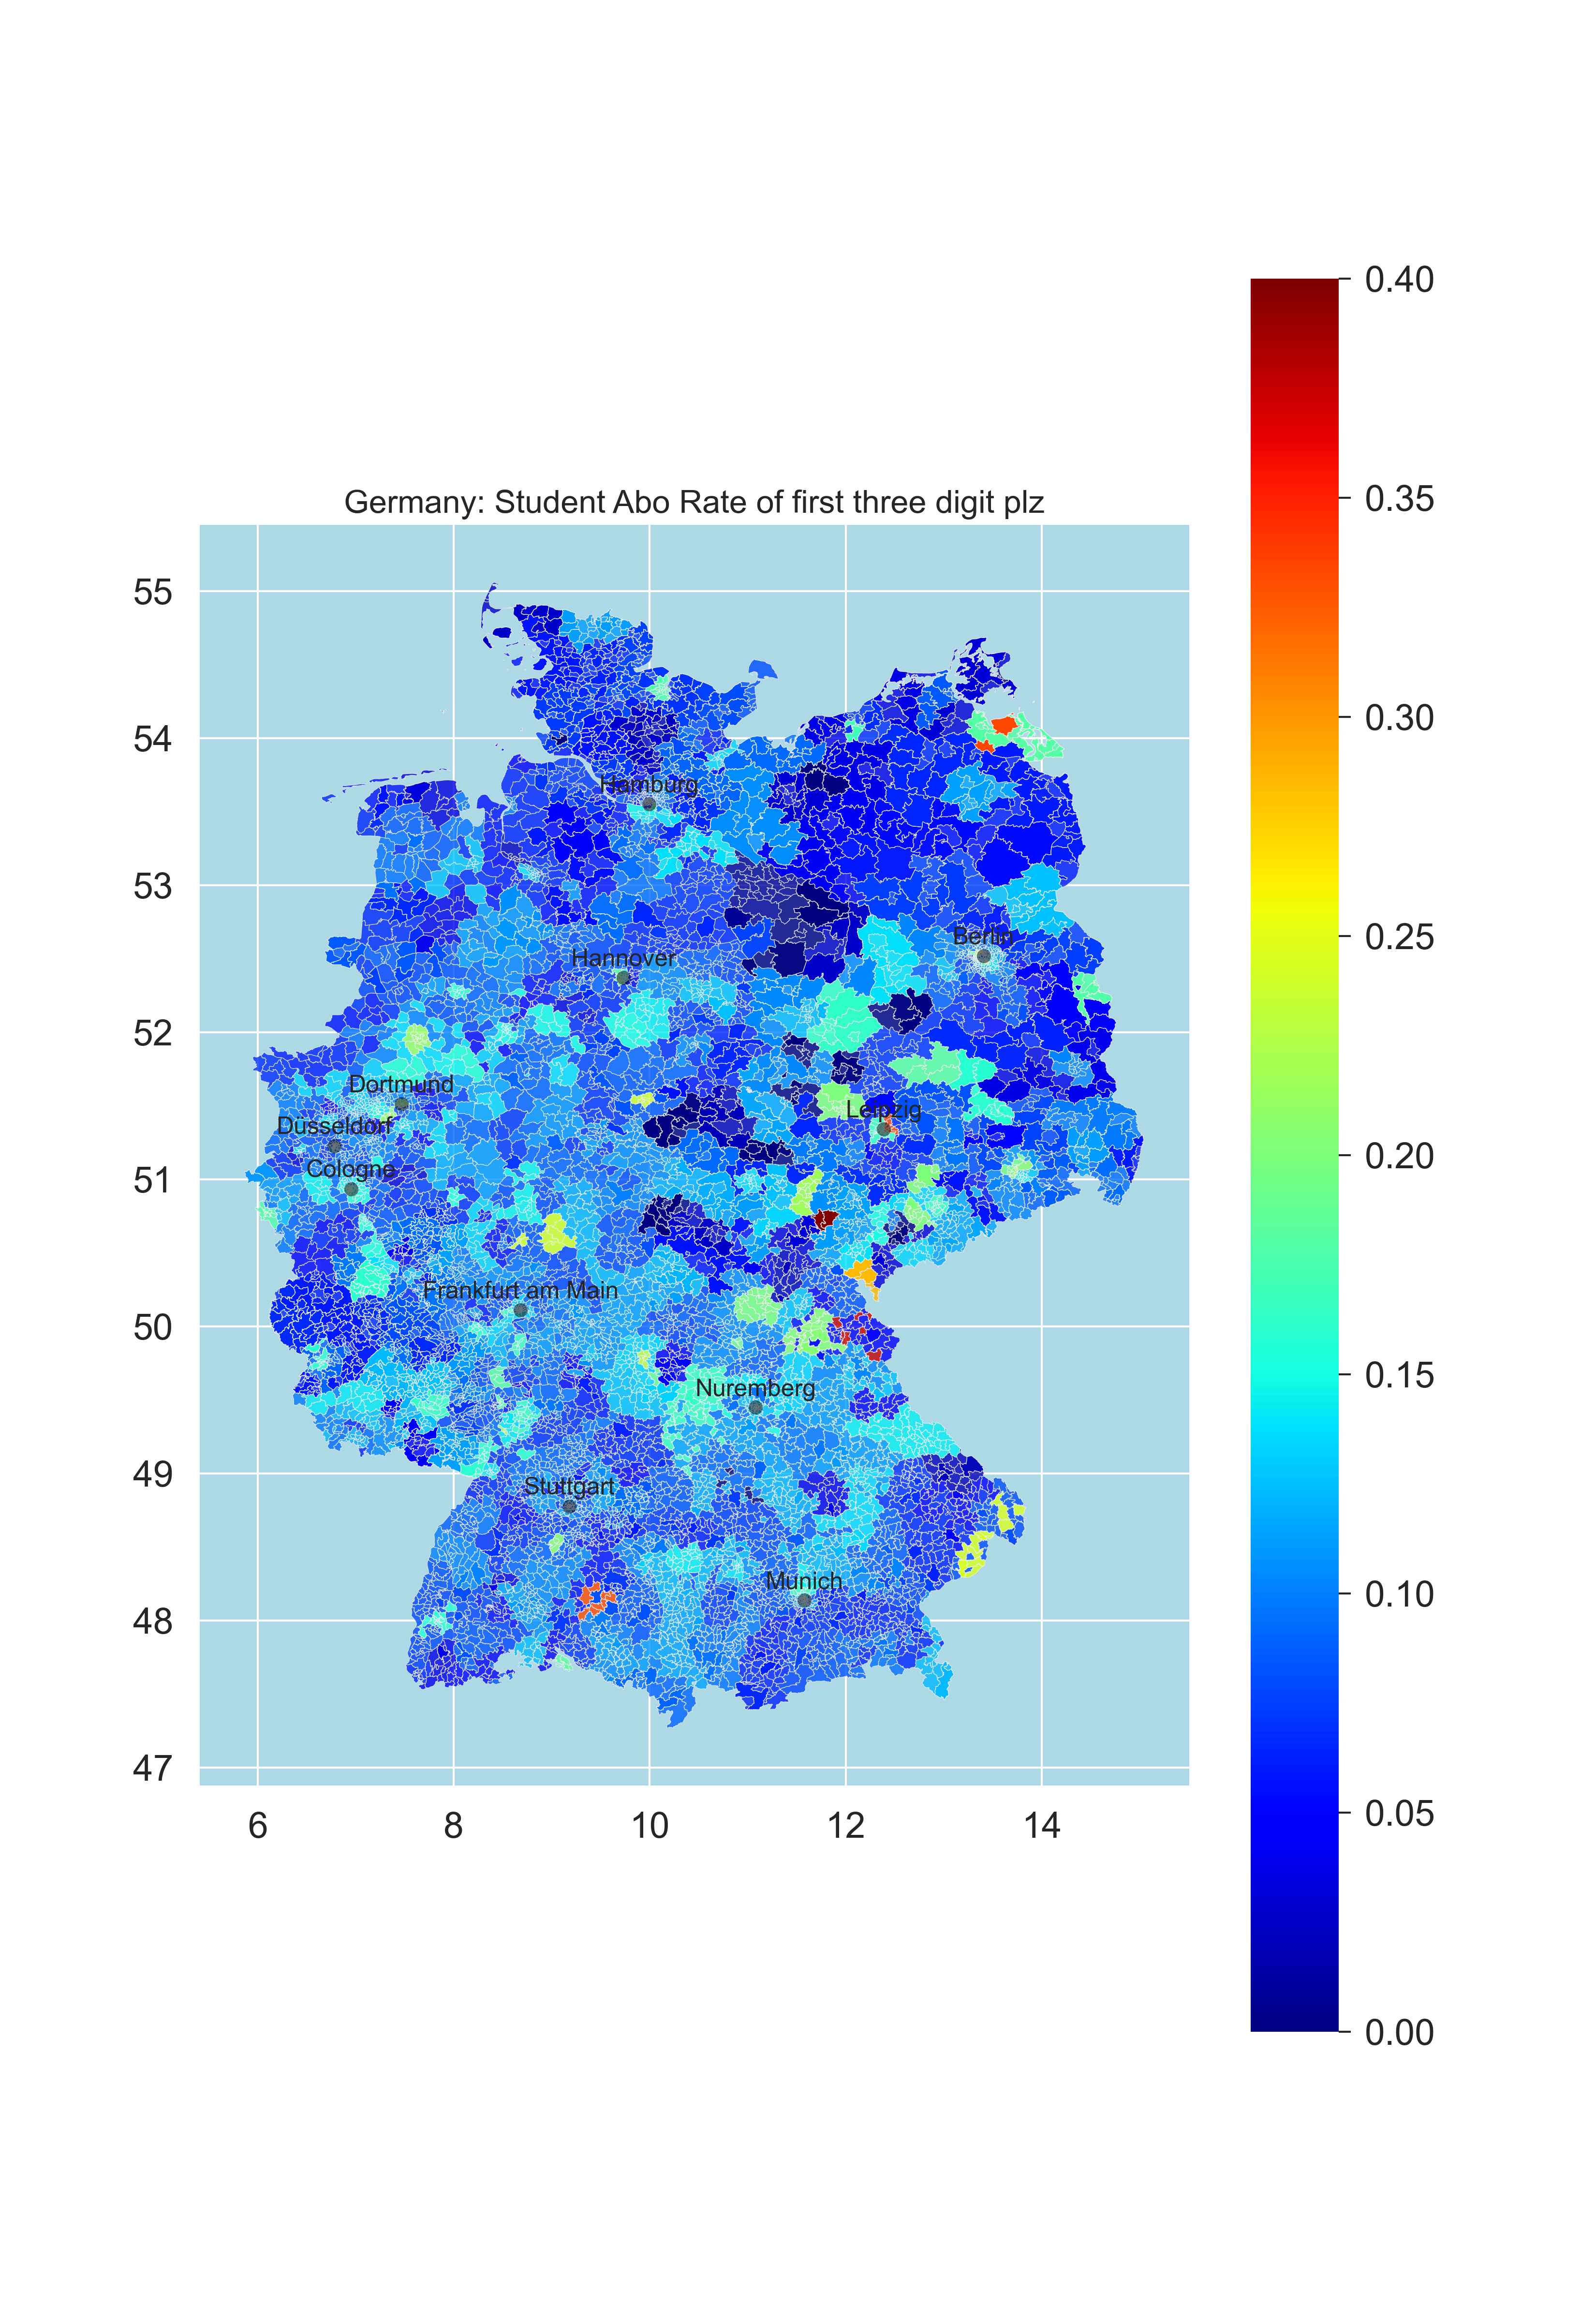 Germany: Student Abo Rate of first three digit plz
55
54
53
52
51
50
49
48
47
6 8 10 12 14
Hamburg
Berlin
Hannover
Dortmund
Leipzig
Düsseldorf
Cologne
Frankfurt am Main
Nuremberg
Stuttgart
Munich
0.40
0.35
0.30
0.25
0.20
0.15
0.10
0.05
0.00